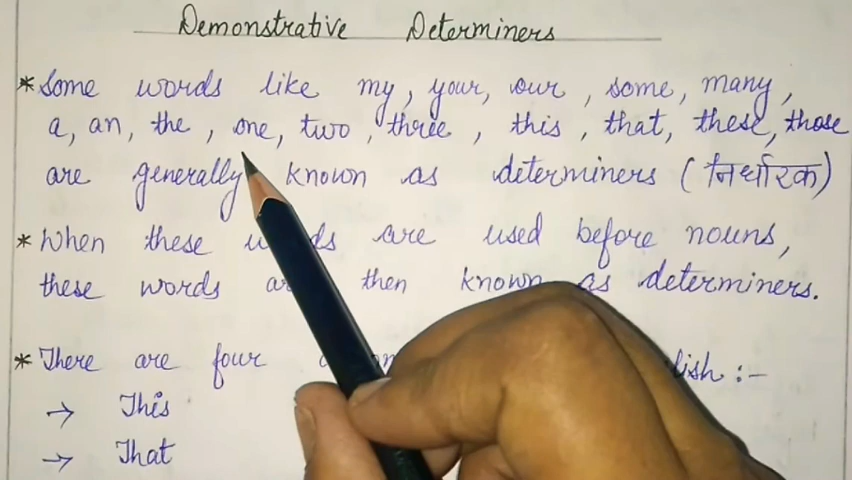 Demonstrative Determiners
* Some words like my, your, our, some, many,
a, an, the, one, two, three, this, that, these, those
are generally known as determiners (निर्धारक)
* When these are used before nouns,
these words then known as determiners.
* There are four :-
→ This
→ That